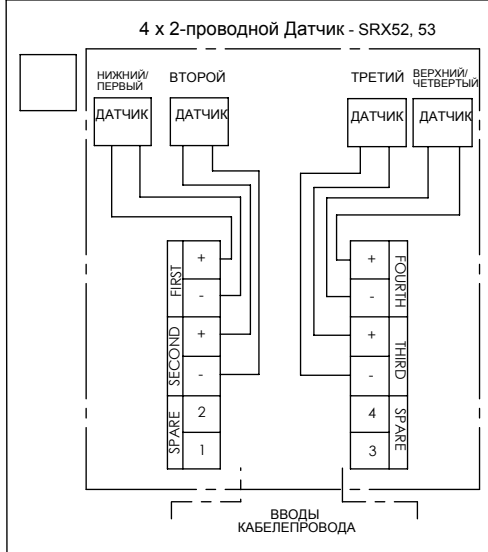 4 x 2-проводной Датчик - SRX52, 53
НИЖНИЙ/
ПЕРВЫЙ
ВТОРОЙ
ТРЕТИЙ
ВЕРХНИЙ/
ЧЕТВЕРТЫЙ
ДАТЧИК
ДАТЧИК
ДАТЧИК
ДАТЧИК
FIRST
+
-
SECOND
+
-
SPARE
2
1
+
-
FOURTH
+
-
THIRD
4
3
SPARE
ВВОДЫ
КАБЕЛЕПРОВОДА